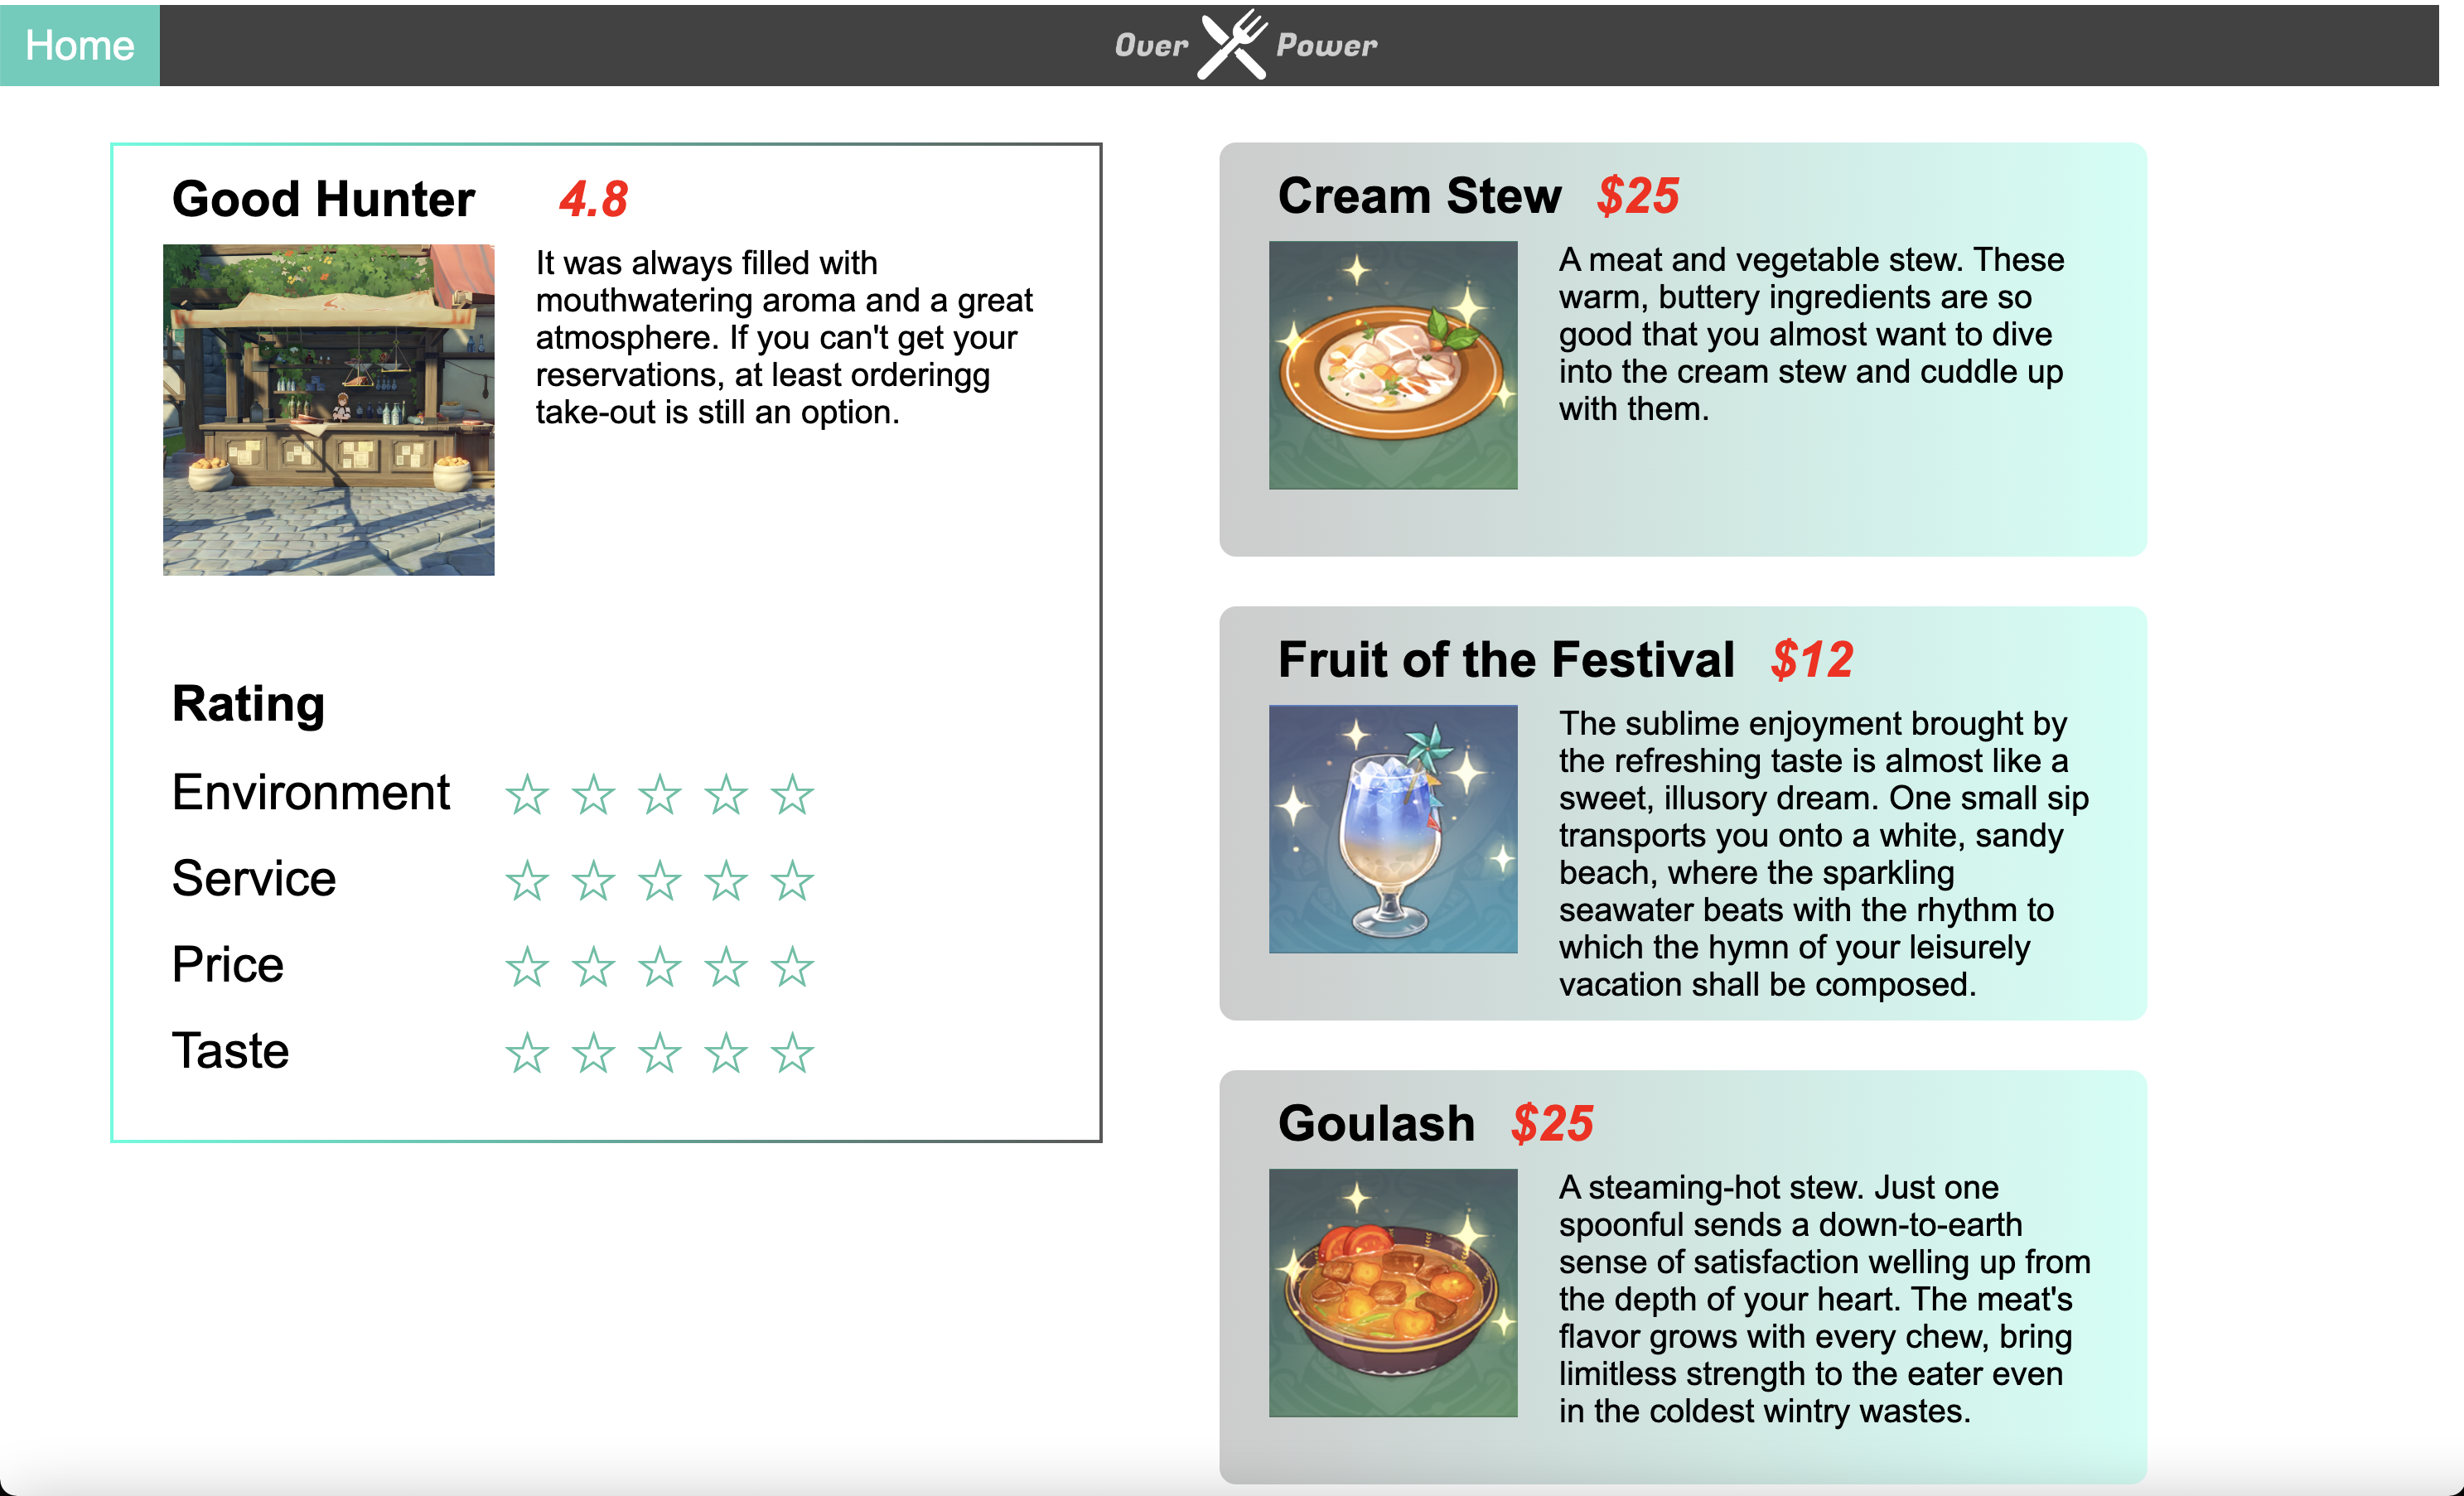 Home
Over Power
Good Hunter 4.8
It was always filled with
mouthwatering aroma and a great
atmosphere. If you can't get your
reservations, at least orderingg
take-out is still an option.
Rating
Environment ☆ ☆ ☆ ☆ ☆
Service ☆ ☆ ☆ ☆ ☆
Price ☆ ☆ ☆ ☆ ☆
Taste ☆ ☆ ☆ ☆ ☆
Cream Stew $25
A meat and vegetable stew. These
warm, buttery ingredients are so
good that you almost want to dive
into the cream stew and cuddle up
with them.
Fruit of the Festival $12
The sublime enjoyment brought by
the refreshing taste is almost like a
sweet, illusory dream. One small sip
transports you onto a white, sandy
beach, where the sparkling
seawater beats with the rhythm to
which the hymn of your leisurely
vacation shall be composed.
Goulash $25
A steaming-hot stew. Just one
spoonful sends a down-to-earth
sense of satisfaction welling up from
the depth of your heart. The meat's
flavor grows with every chew, bring
limitless strength to the eater even
in the coldest wintry wastes.